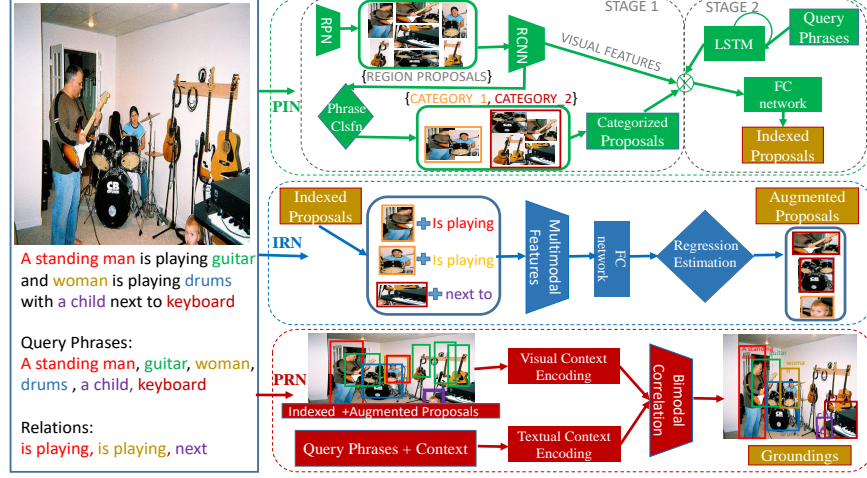 A standing man is playing guitar
and woman is playing drums
with a child next to keyboard
Query Phrases:
A standing man, guitar, woman,
drums , a child, keyboard
Relations:
is playing, is playing, next
PIN
STAGE 1
STAGE 2
RPN
{REGION PROPOSALS}
RCNN
VISUAL FEATURES
Phrase
Clsfn
{CATEGORY_1, CATEGORY_2}
Categorized
Proposals
LSTM
Query
Phrases
FC
network
Indexed
Proposals
IRN
Indexed
Proposals
+ Is playing
+ Is playing
+ next to
Multimodal
Features
FC
network
Regression
Estimation
Augmented
Proposals
PRN
Indexed +Augmented Proposals
Query Phrases + Context
Visual Context
Encoding
Textual Context
Encoding
Bimodal
Correlation
A standing
guitar
woma
Groundings
CB